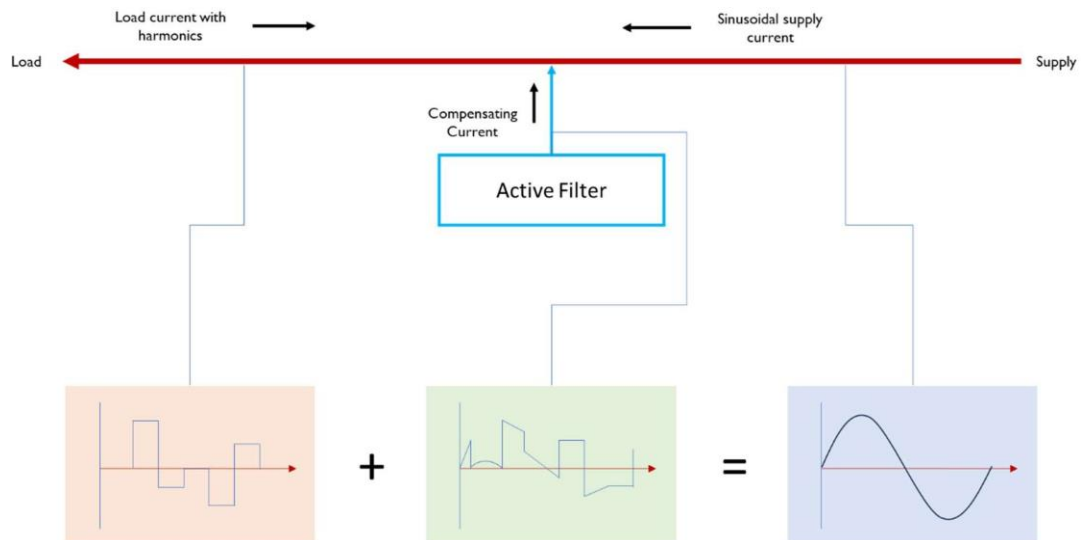 Load current with
harmonics
Sinusoidal supply
current
Load
Supply
Compensating
Current
Active Filter
+
=